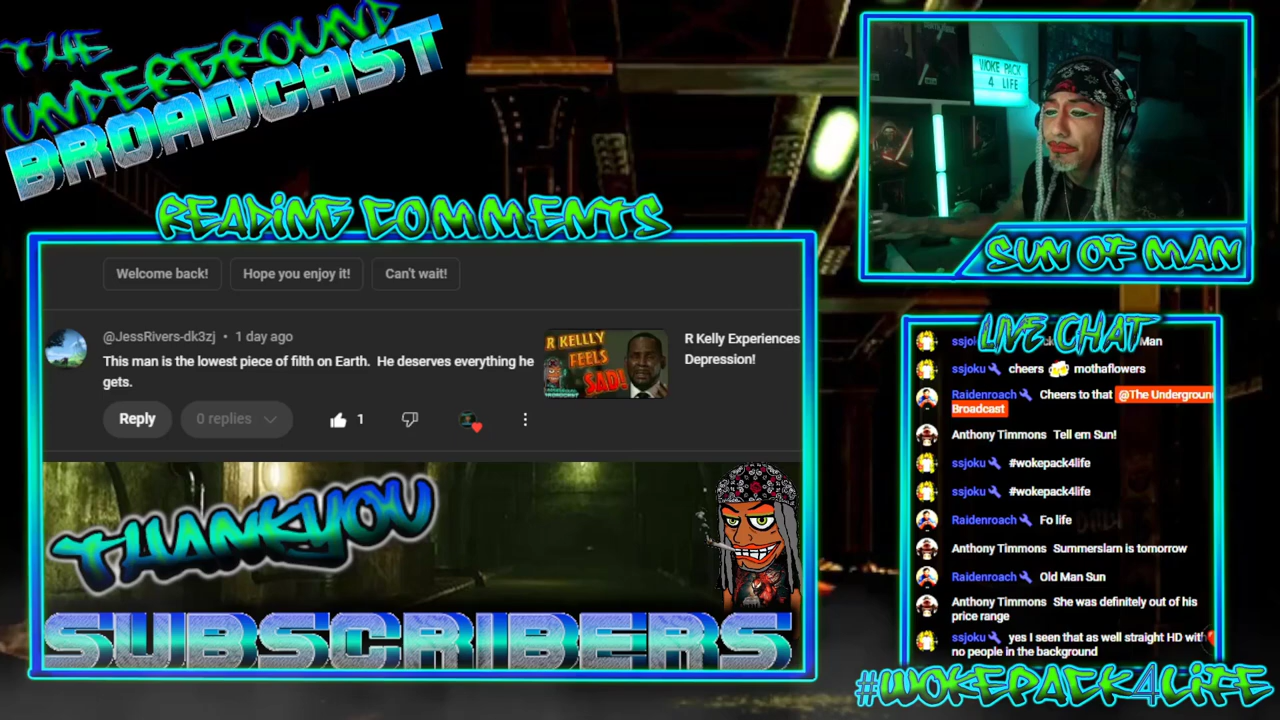 THE
UNDERGROUND
BROADCAST
READING COMMENTS
Welcome back!
Hope you enjoy it!
Can't wait!
@JessRivers-dk3zj • 1 day ago
This man is the lowest piece of filth on Earth. He deserves everything he
gets.
Reply
0 replies
1
R KELLLY
FEELS
SAD!
R Kelly Experiences
Depression!
THANKYOU
SUBSCRIBERS
WOKE PACK
4 LIFE
SUN OF MAN
LIVE CHAT
Man
ssjoku cheers mothaflowers
Raidenroach Cheers to that @The Undergroun
Broadcast
Anthony Timmons Tell em Sun!
ssjoku #wokepack4life
ssjoku #wokepack4life
Raidenroach Fo life
Anthony Timmons Summerslam is tomorrow
Raidenroach Old Man Sun
Anthony Timmons She was definitely out of his
price range
ssjoku yes I seen that as well straight HD with
no people in the background
#WOKEPACK4LIFE